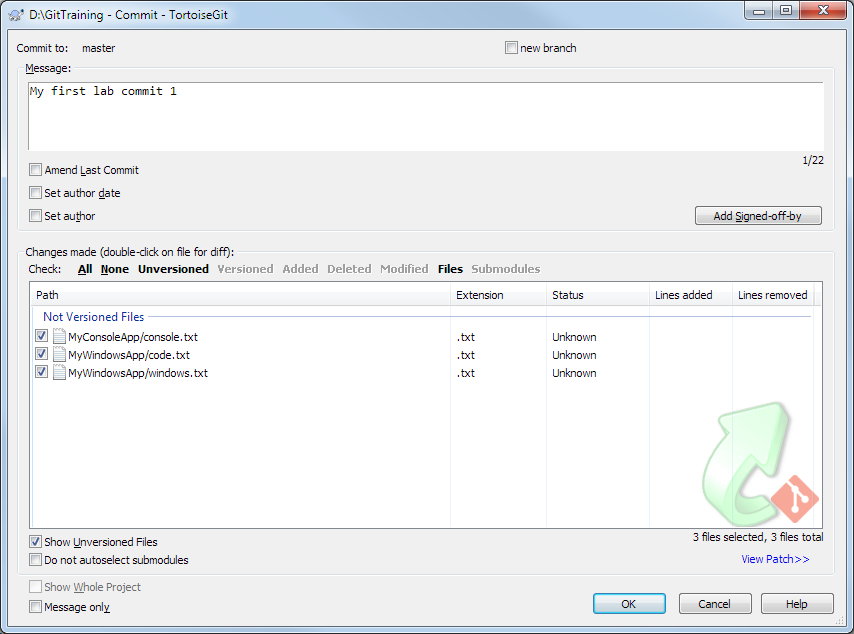 D:\GitTraining - Commit - TortoiseGit
Commit to: master new branch
Message:
My first lab commit 1
1/22
Amend Last Commit
Set author date
Set author
Add Signed-off-by
Changes made (double-click on file for diff):
Check: All None Unversioned Versioned Added Deleted Modified Files Submodules
Path Extension Status Lines added Lines removed
Not Versioned Files
MyConsoleApp/console.txt .txt Unknown
MyWindowsApp/code.txt .txt Unknown
MyWindowsApp/windows.txt .txt Unknown
Show Unversioned Files
3 files selected, 3 files total
Do not autoselect submodules
View Patch>>
Show Whole Project
Message only
OK Cancel Help